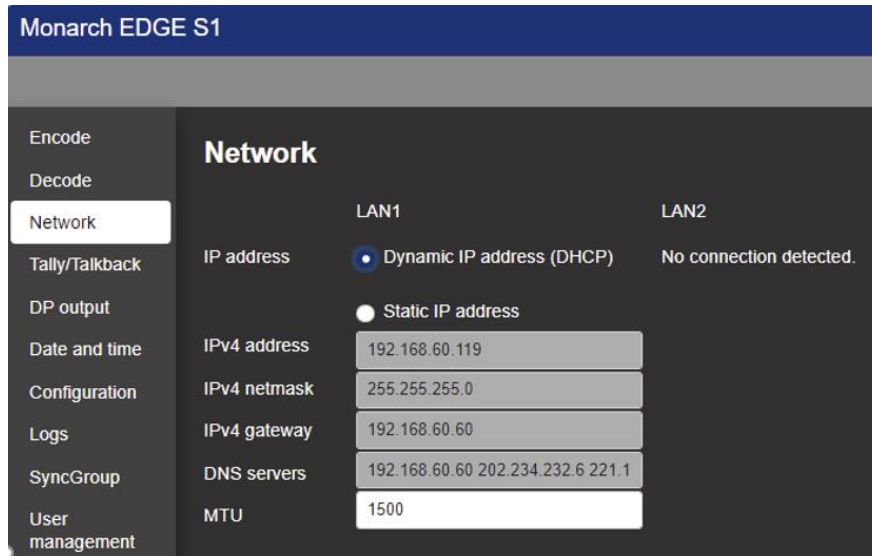 Monarch EDGE S1
Encode
Decode
Network
Tally/Talkback
DP output
Date and time
Configuration
Logs
SyncGroup
User
management
Network
LAN1 LAN2
IP address Dynamic IP address (DHCP) No connection detected.
Static IP address
IPv4 address 192.168.60.119
IPv4 netmask 255.255.255.0
IPv4 gateway 192.168.60.60
DNS servers 192.168.60.60 202.234.232.6 221.1
MTU 1500